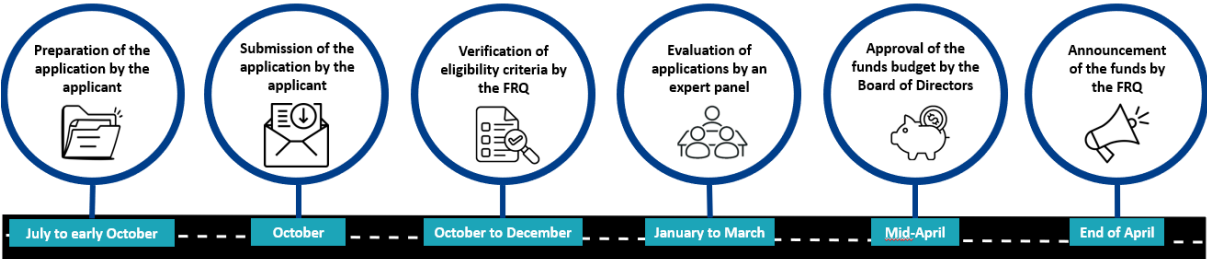 Preparation of the
application by the
applicant
Submission of the
application by the
applicant
Verification of
eligibility criteria by
the FRQ
Evaluation of
applications by an
expert panel
Approval of the
funds budget by the
Board of Directors
Announcement
of the funds by
the FRQ
July to early October
October
October to December
January to March
Mid-April
End of April